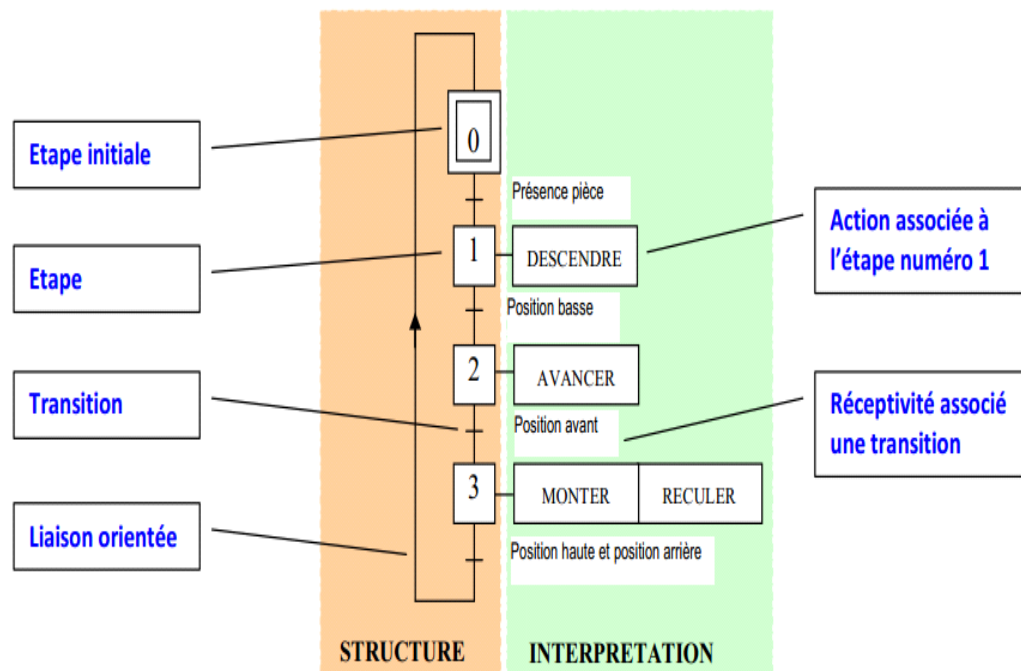 Etape initiale
0
Présence pièce
Action associée à
l'étape numéro 1
Etape
1
DESCENDRE
Position basse
2
AVANCER
Transition
Position avant
Réceptivité associé
une transition
3
MONTER
RECULER
Liaison orientée
Position haute et position arrière
STRUCTURE
INTERPRETATION